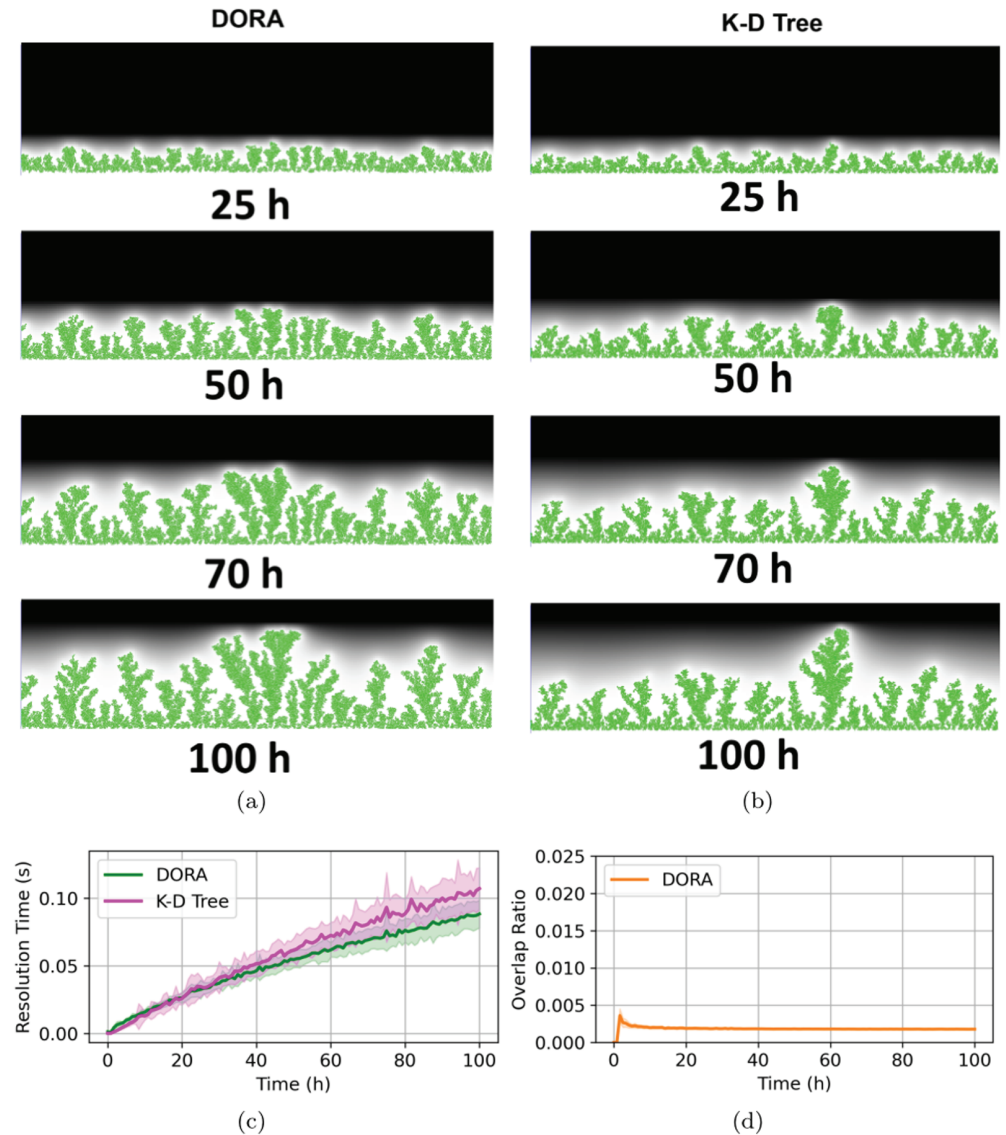 DORA
K-D Tree
25 h
25 h
50 h
50 h
70 h
70 h
100 h
100 h
(a)
(b)
Resolution Time (s)
0.10
0.05
0.00
DORA
K-D Tree
0 20 40 60 80 100
Time (h)
(c)
Overlap Ratio
0.025
0.020
0.015
0.010
0.005
0.000
DORA
0 20 40 60 80 100
Time (h)
(d)